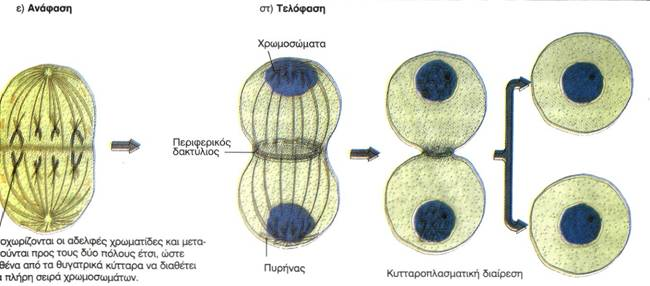 ε) Ανάφαση
στ) Τελόφαση
Χρωμοσώματα
Περιφερικός
δακτύλιος
Πυρήνας
Κυτταροπλασματική διαίρεση
οχωρίζονται οι αδελφές χρωματίδες και μετα-
ούνται προς τους δύο πόλους έτσι, ώστε
θένα από τα θυγατρικά κύτταρα να διαθέτει
πλήρη σειρά χρωμοσωμάτων.